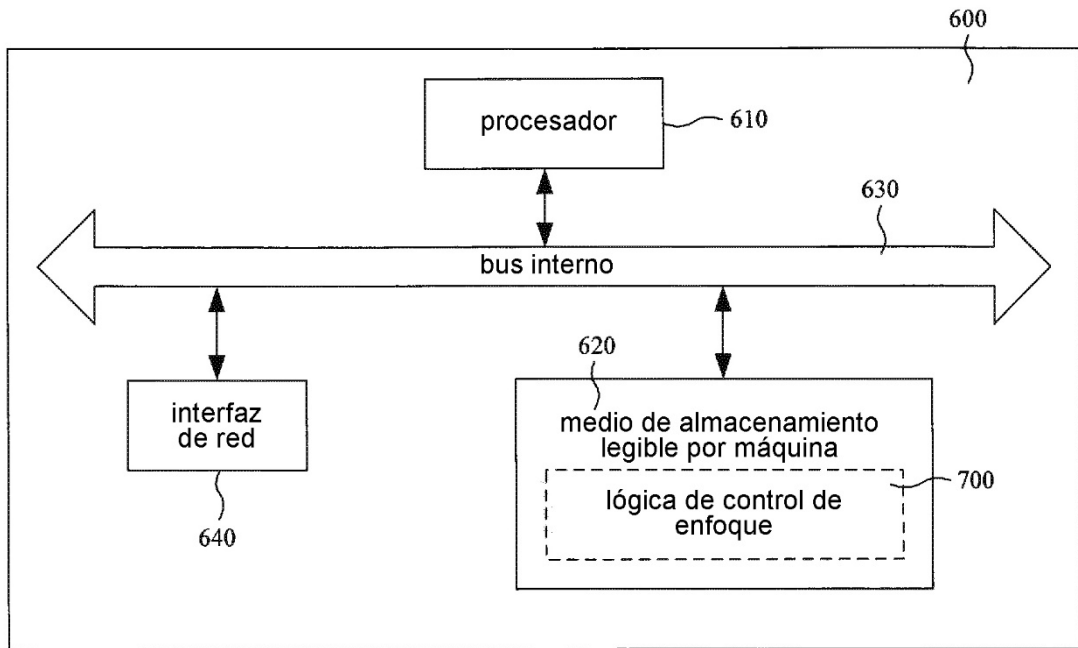 600
procesador
610
630
bus interno
620
interfaz
de red
640
medio de almacenamiento
legible por máquina
700
lógica de control de
enfoque